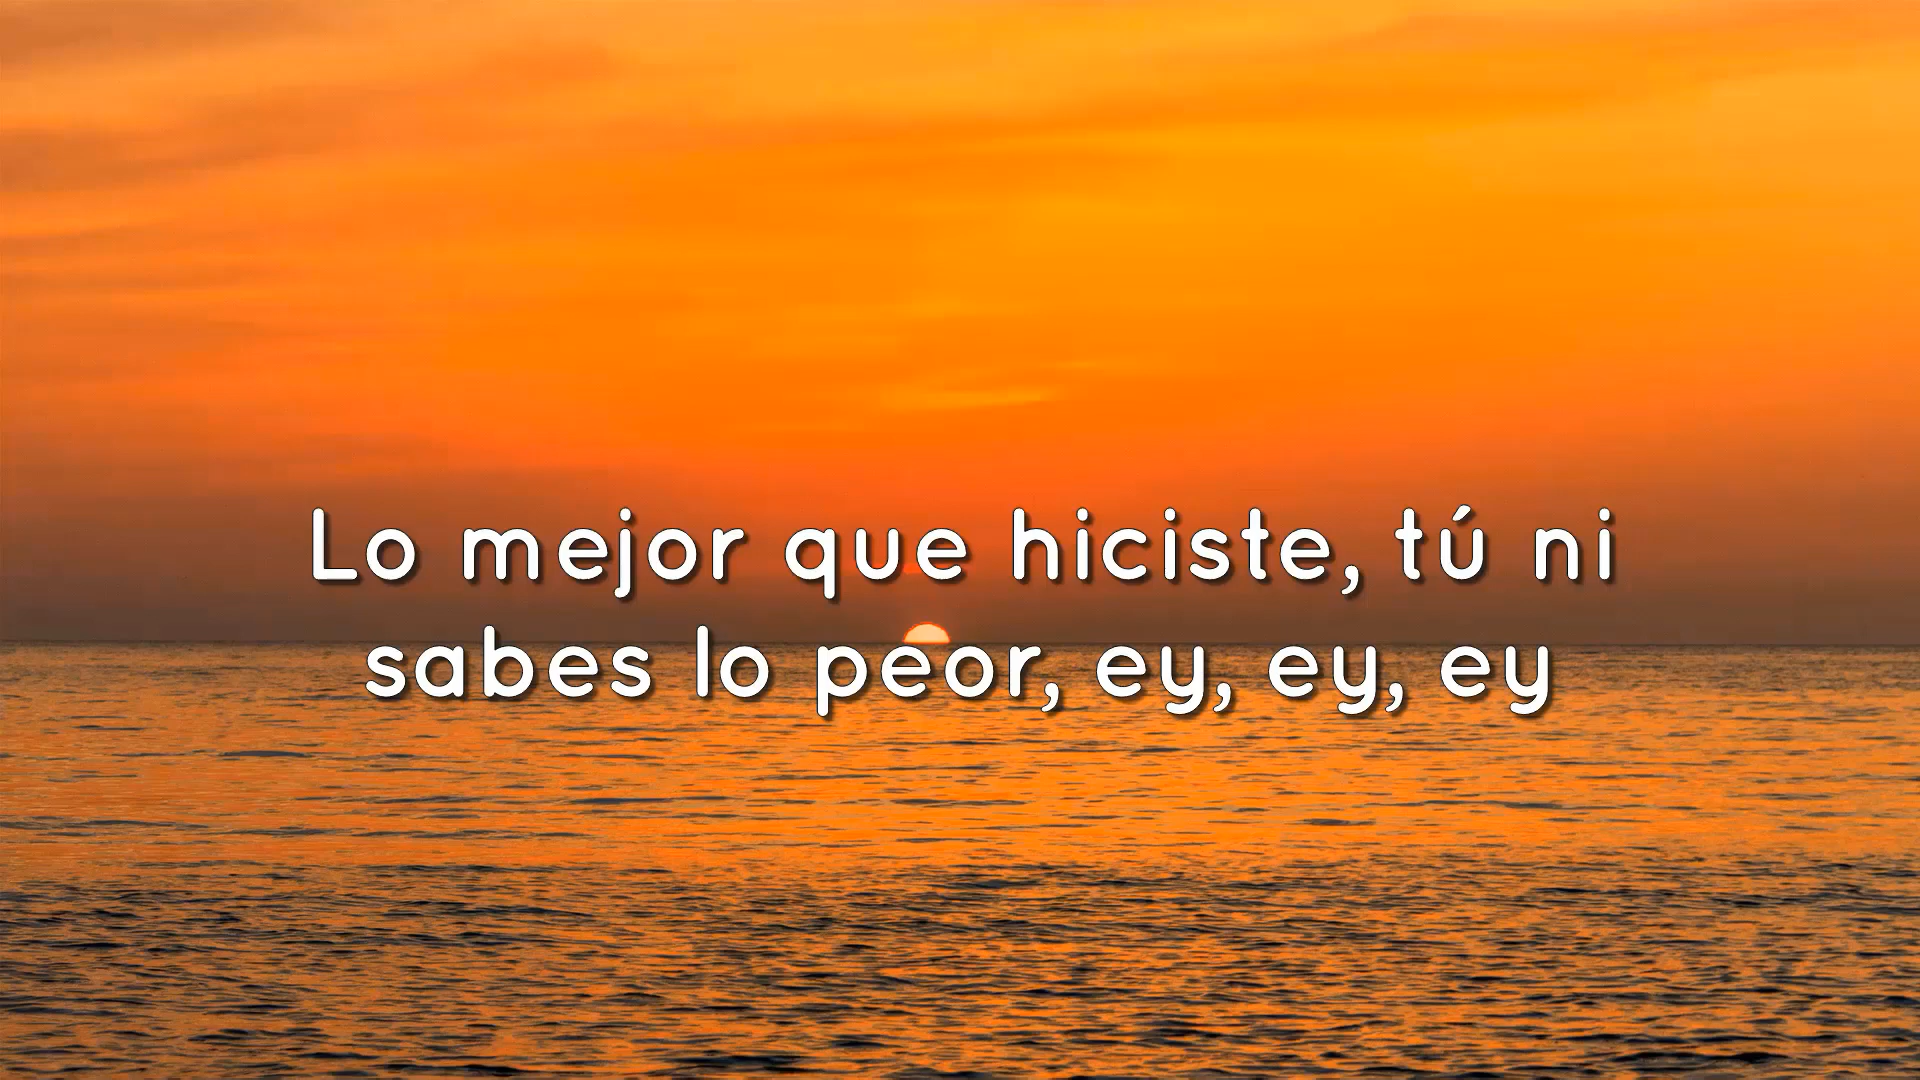 Lo mejor que hiciste, tú ni
sabes lo peor, ey, ey, ey